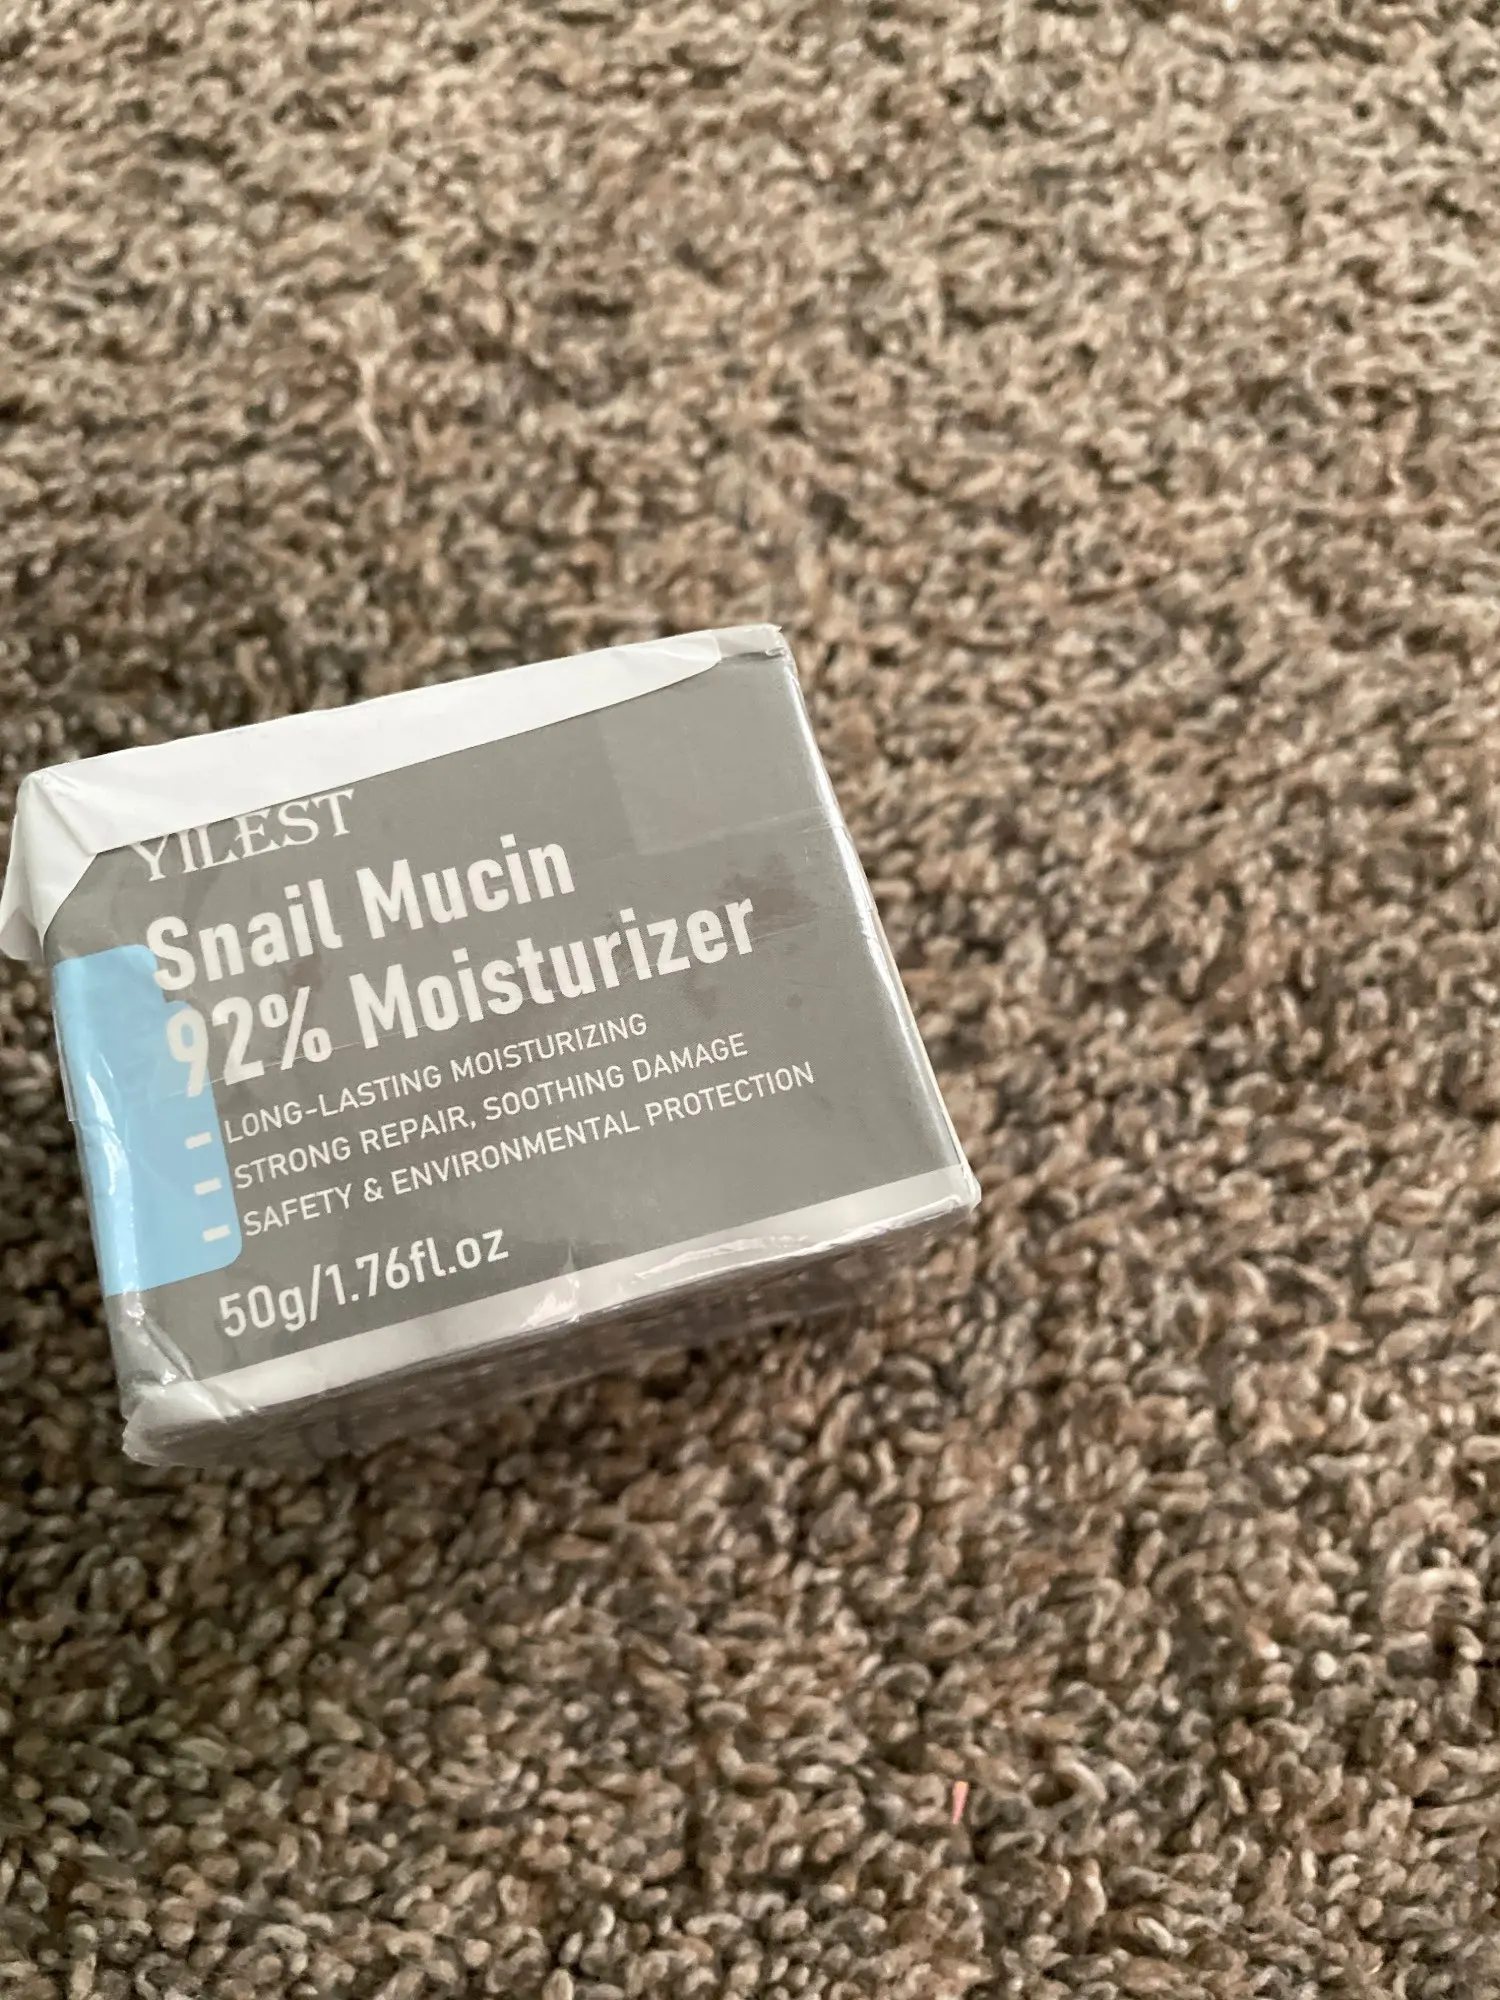 YILEST
Snail Mucin
92% Moisturizer
- LONG-LASTING MOISTURIZING
- STRONG REPAIR, SOOTHING DAMAGE
- SAFETY & ENVIRONMENTAL PROTECTION
50g/1.76fl.oz